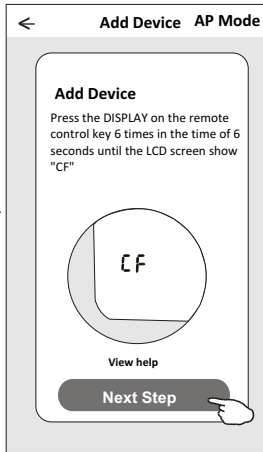 Add Device AP Mode
Add Device
Press the DISPLAY on the remote
control key 6 times in the time of 6
seconds until the LCD screen show
"CF"
CF
View help
Next Step